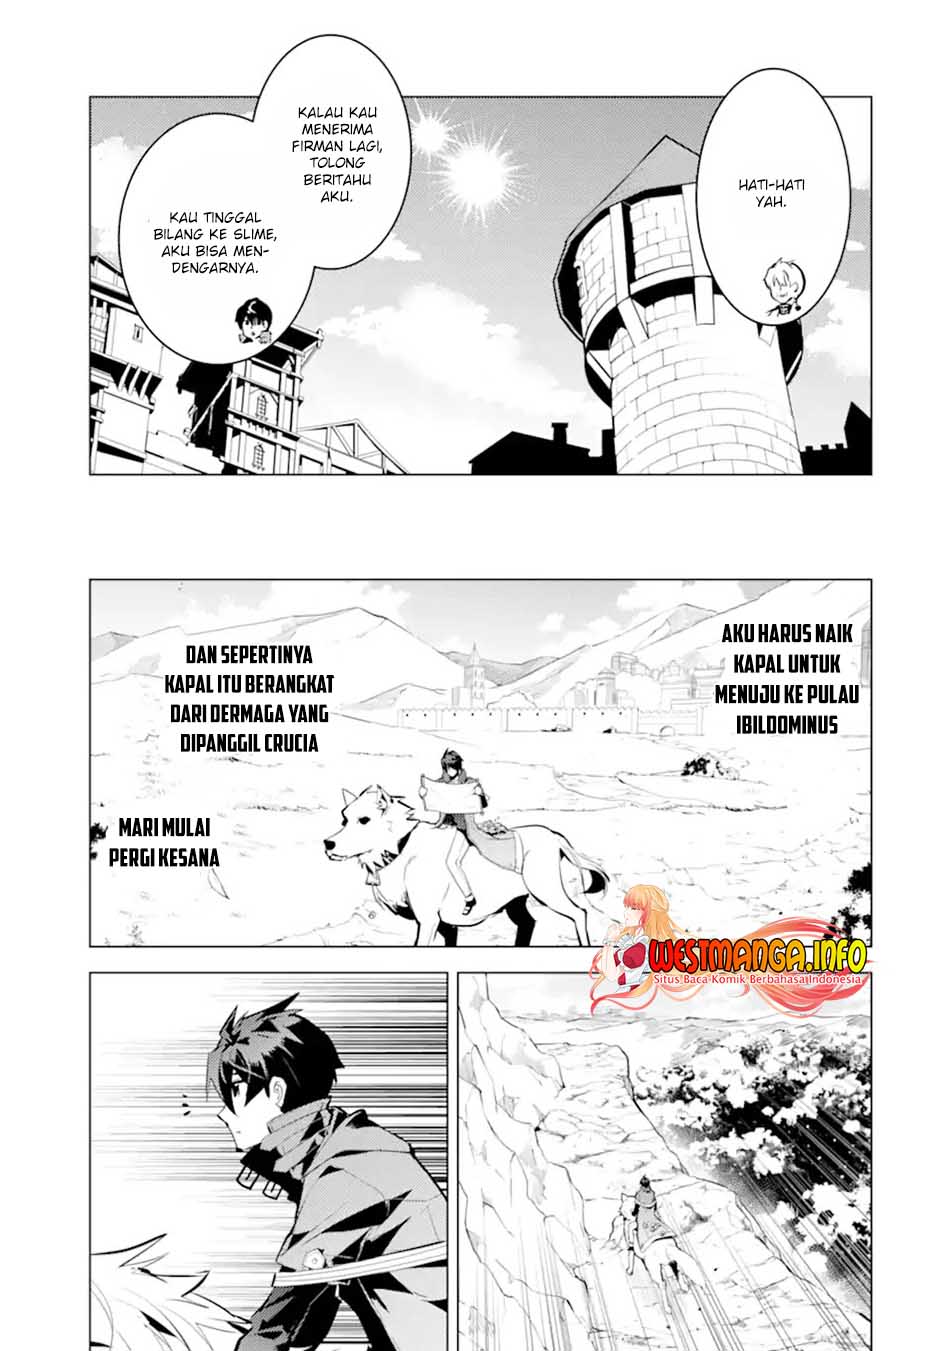 HATI-HATI
YAH.
KALAU KAU
MENERIMA
FIRMAN LAGI,
TOLONG
BERITAHU
AKU.
KAU TINGGAL
BILANG KE SLIME,
AKU BISA MEN-
DENGARNYA.
AKU HARUS NAIK
KAPAL UNTUK
MENUJU KE PULAU
IBILDOMINUS
DAN SEPERTINYA
KAPAL ITU BERANGKAT
DARI DERMAGA YANG
DIPANGGIL CRUCIA
MARI MULAI
PERGI KESANA
WESTMANGA.INFO
Situs Baca Komik Berbahasa Indonesia